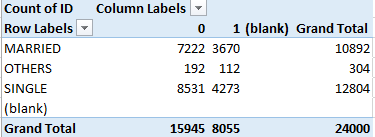 Count of ID Column Labels
Row Labels 0 1 (blank) Grand Total
MARRIED 7222 3670 10892
OTHERS 192 112 304
SINGLE 8531 4273 12804
(blank)
Grand Total 15945 8055 24000